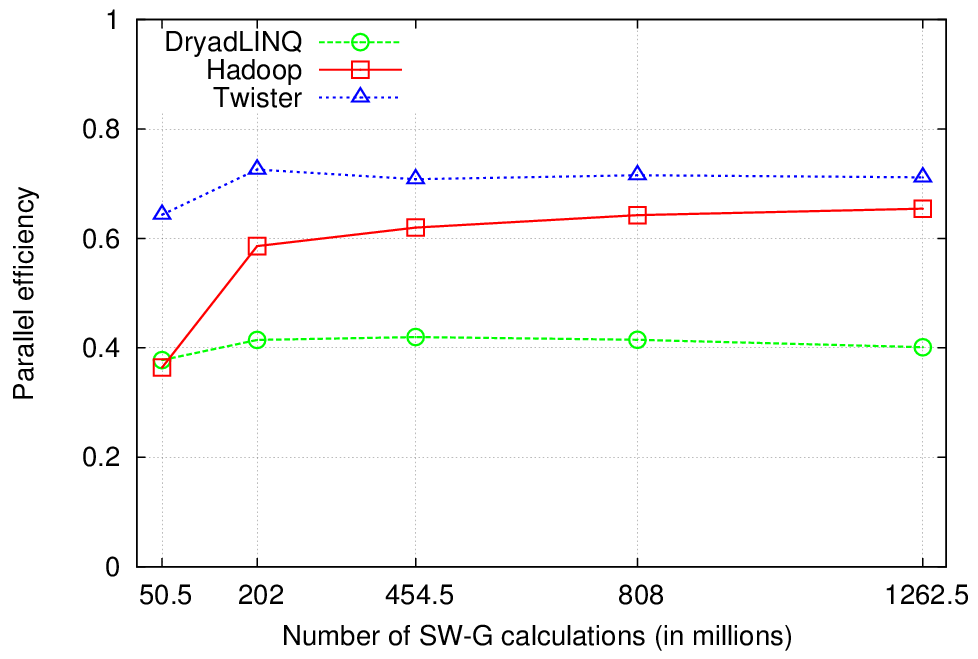 1
DryadLINQ
Hadoop
Twister
0.8
0.6
0.4
0.2
0
Parallel efficiency
50.5 202 454.5 808 1262.5
Number of SW-G calculations (in millions)